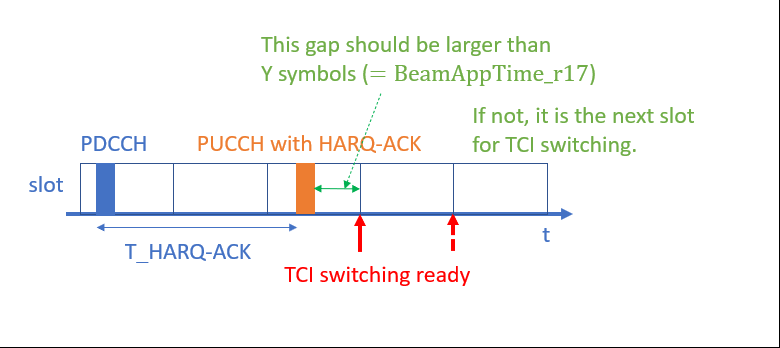 This gap should be larger than
Y symbols (= BeamAppTime_r17)
If not, it is the next slot
for TCI switching.
PDCCH
PUCCH with HARQ-ACK
slot
t
T_HARQ-ACK
TCI switching ready